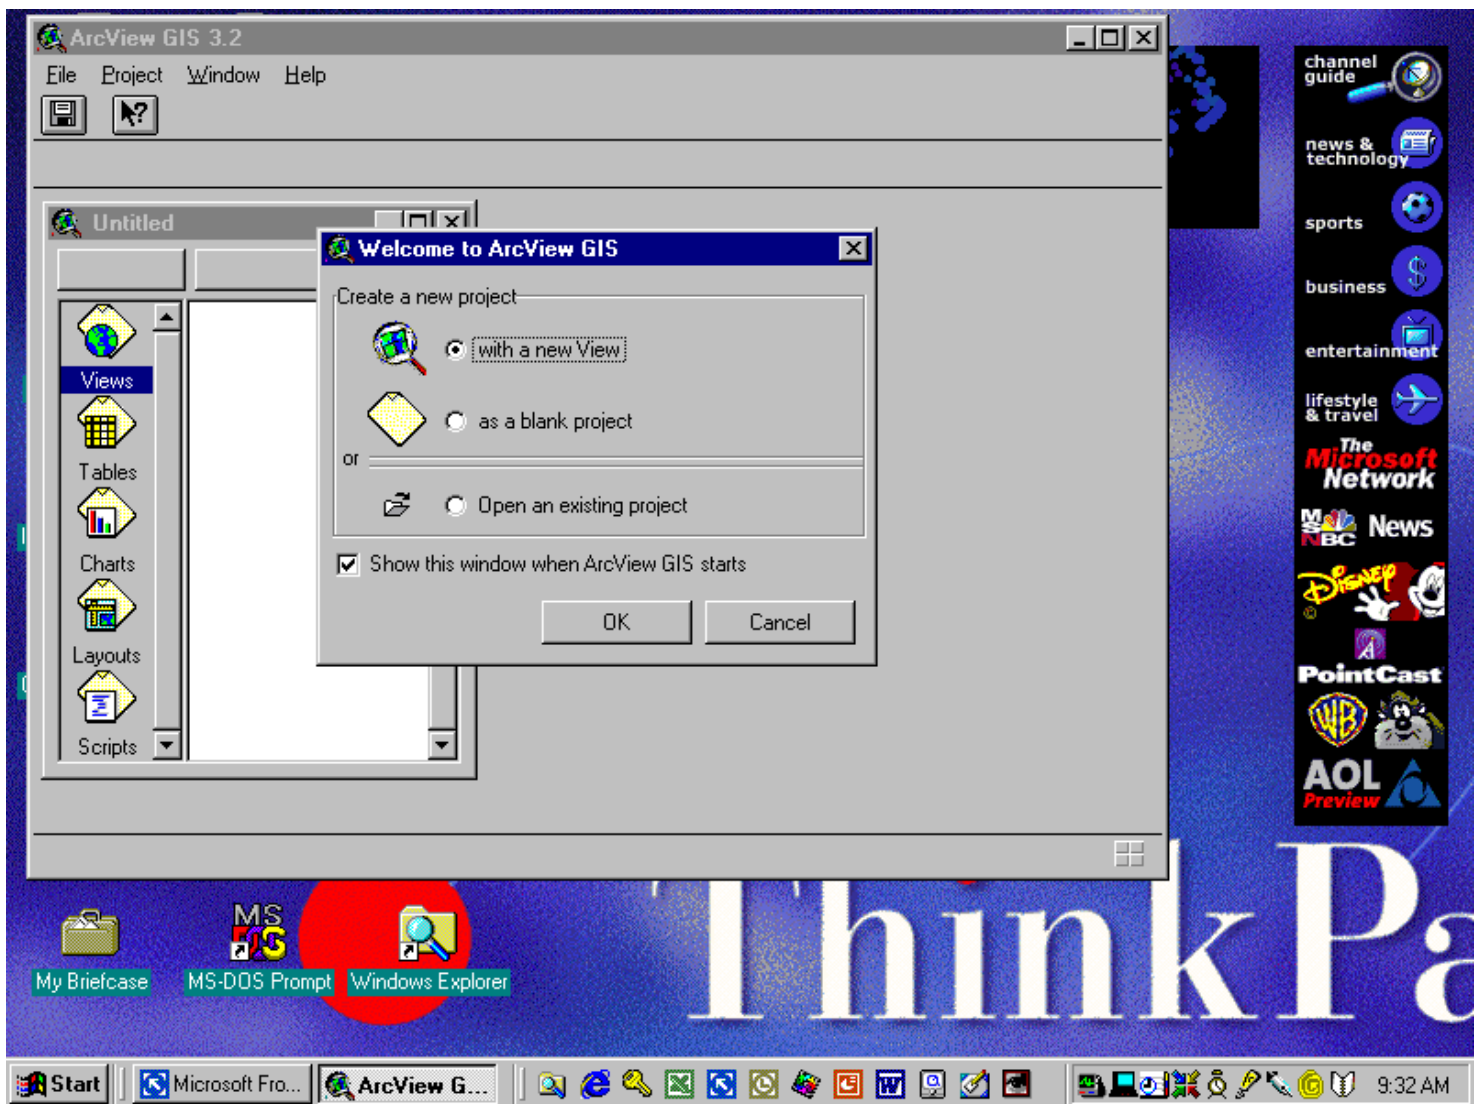 ArcView GIS 3.2
File Project Window Help
Untitled
Views
Tables
Charts
Layouts
Scripts
Welcome to ArcView GIS
Create a new project
with a new View
as a blank project
or
Open an existing project
Show this window when ArcView GIS starts
OK Cancel
channel
guide
news &
technology
sports
business
entertainment
lifestyle
& travel
The
Microsoft
Network
MSNBC News
Disney
©
PointCast
WB
AOL
Preview
ThinkPa
MS
My Briefcase MS-DOS Prompt Windows Explorer
Start Microsoft Fro... ArcView G... 9:32 AM